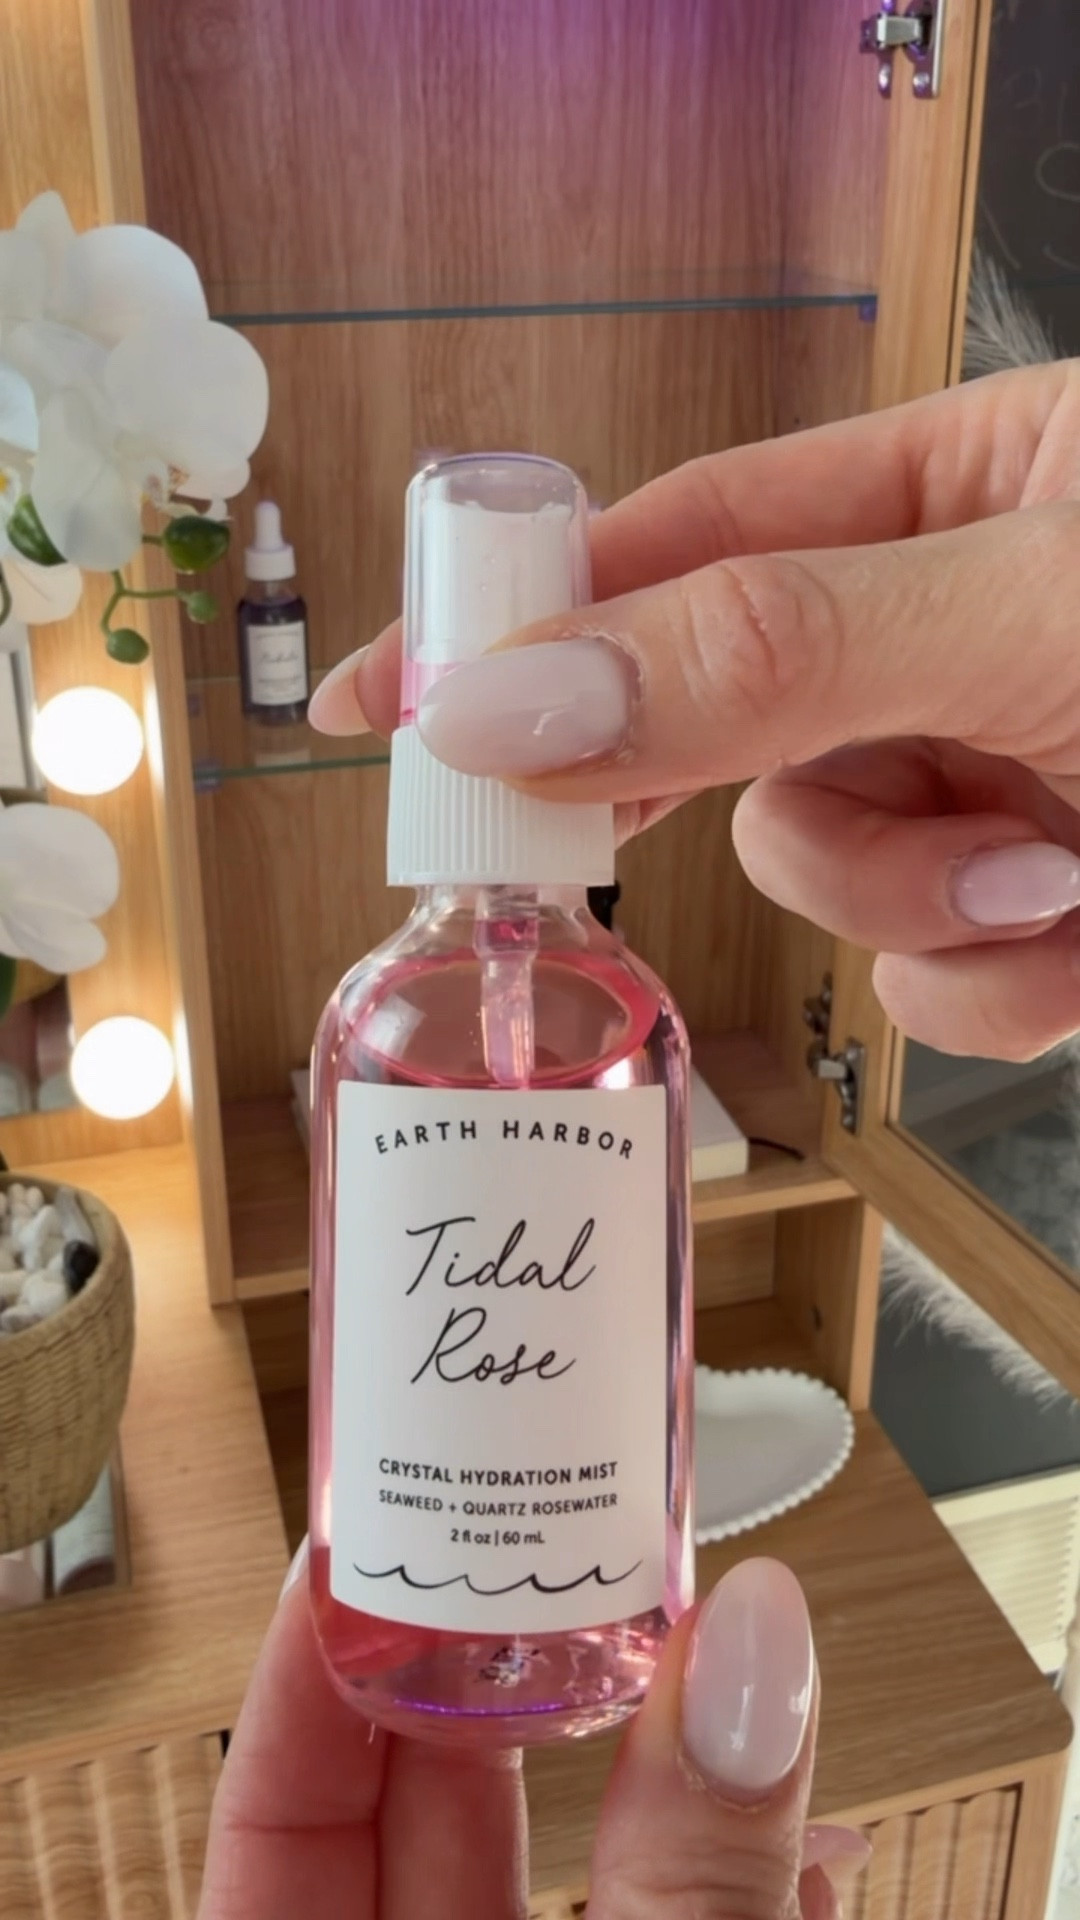 EARTH HARBOR
Tidal
Rose
CRYSTAL HYDRATION MIST
SEAWEED + QUARTZ ROSEWATER
2 fl oz | 60 mL